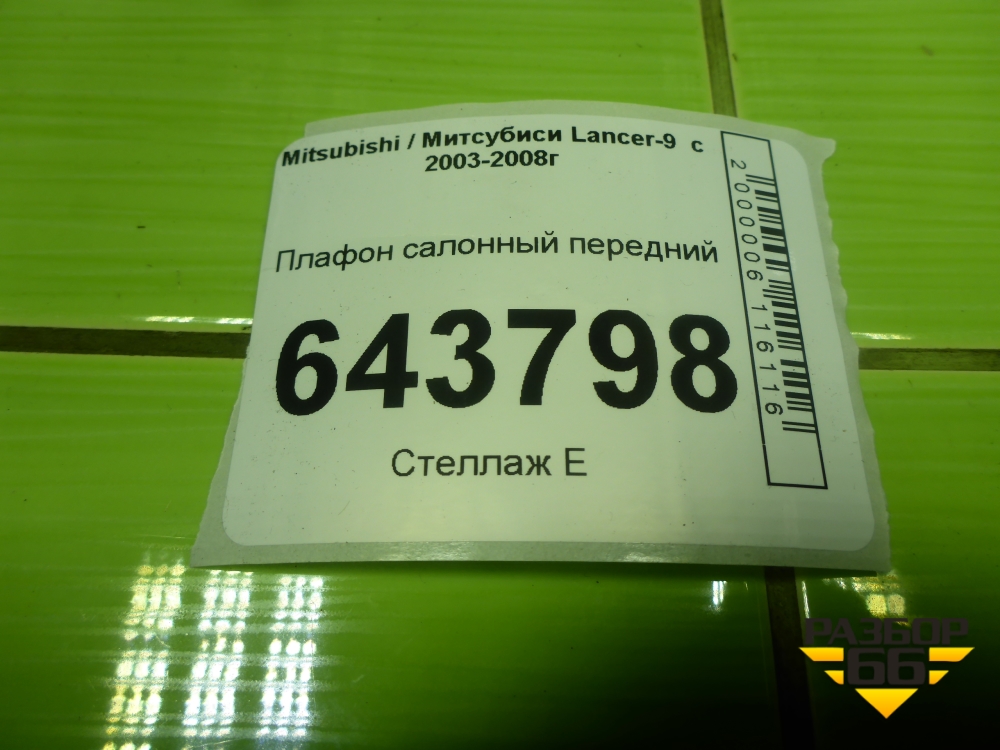 Mitsubishi / Митсубиси Lancer-9 с
2003-2008г
Плафон салонный передний
643798
Стеллаж Е
2000006116116
РАЗБОР
66